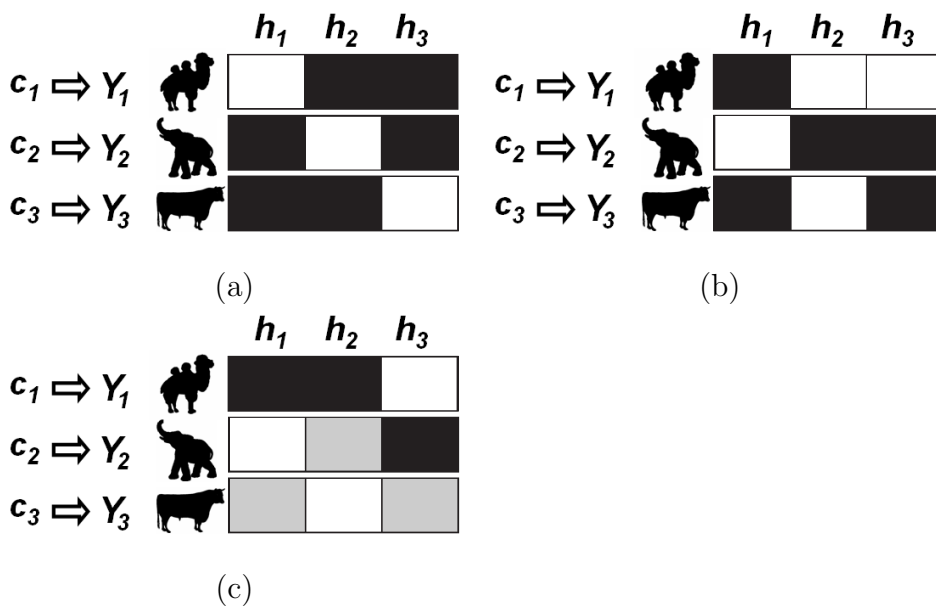 h1 h2 h3
c1 ⇨ Y1
c2 ⇨ Y2
c3 ⇨ Y3
(a)
h1 h2 h3
c1 ⇨ Y1
c2 ⇨ Y2
c3 ⇨ Y3
(b)
h1 h2 h3
c1 ⇨ Y1
c2 ⇨ Y2
c3 ⇨ Y3
(c)